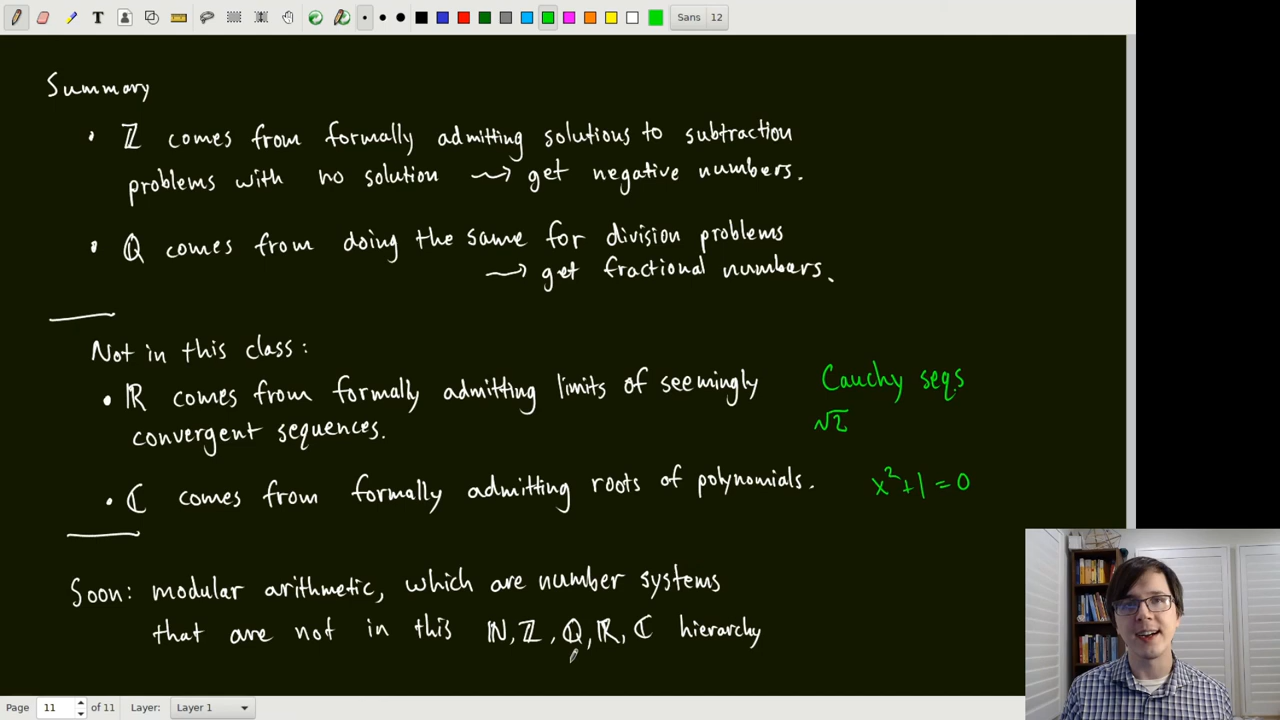 Sans 12
Summary
• ℤ comes from formally admitting solutions to subtraction
problems with no solution ⟿ get negative numbers.
• ℚ comes from doing the same for division problems
⟿ get fractional numbers.
Not in this class:
• ℝ comes from formally admitting limits of seemingly
convergent sequences.
Cauchy seqs
√2
• ℂ comes from formally admitting roots of polynomials.
x²+1=0
Soon: modular arithmetic, which are number systems
that are not in this ℕ, ℤ, ℚ, ℝ, ℂ hierarchy
Page 11 of 11 Layer: Layer 1